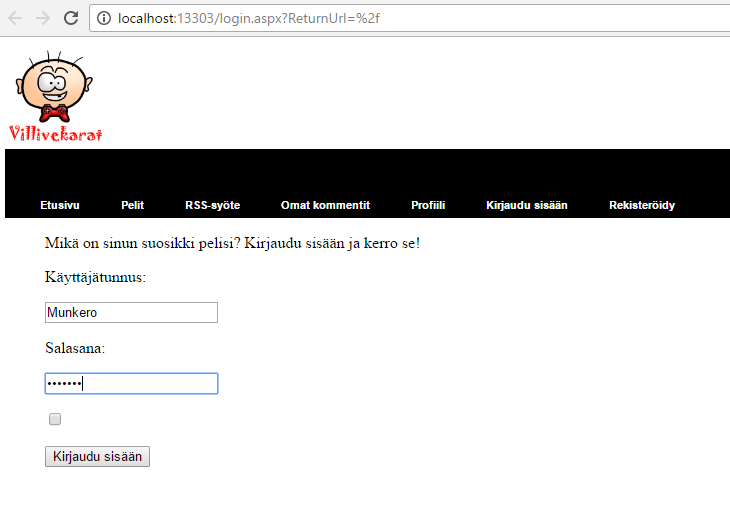 localhost:13303/login.aspx?ReturnUrl=%2f
Villivekarat
Etusivu Pelit RSS-syöte Omat kommentit Profiili Kirjaudu sisään Rekisteröidy
Mikä on sinun suosikki pelisi? Kirjaudu sisään ja kerro se!
Käyttäjätunnus:
Munkero
Salasana:
•••••••
Kirjaudu sisään